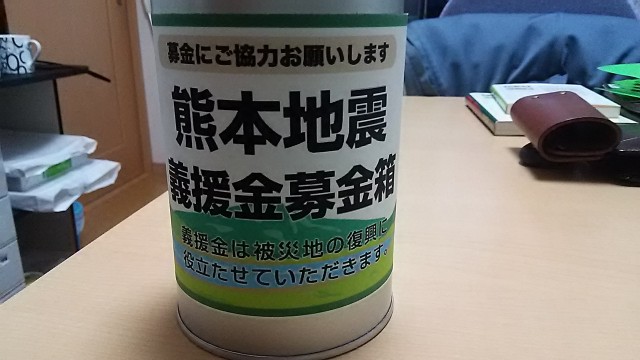 募金にご協力お願いします
熊本地震
義援金募金箱
義援金は被災地の復興に
役立たせていただきます。